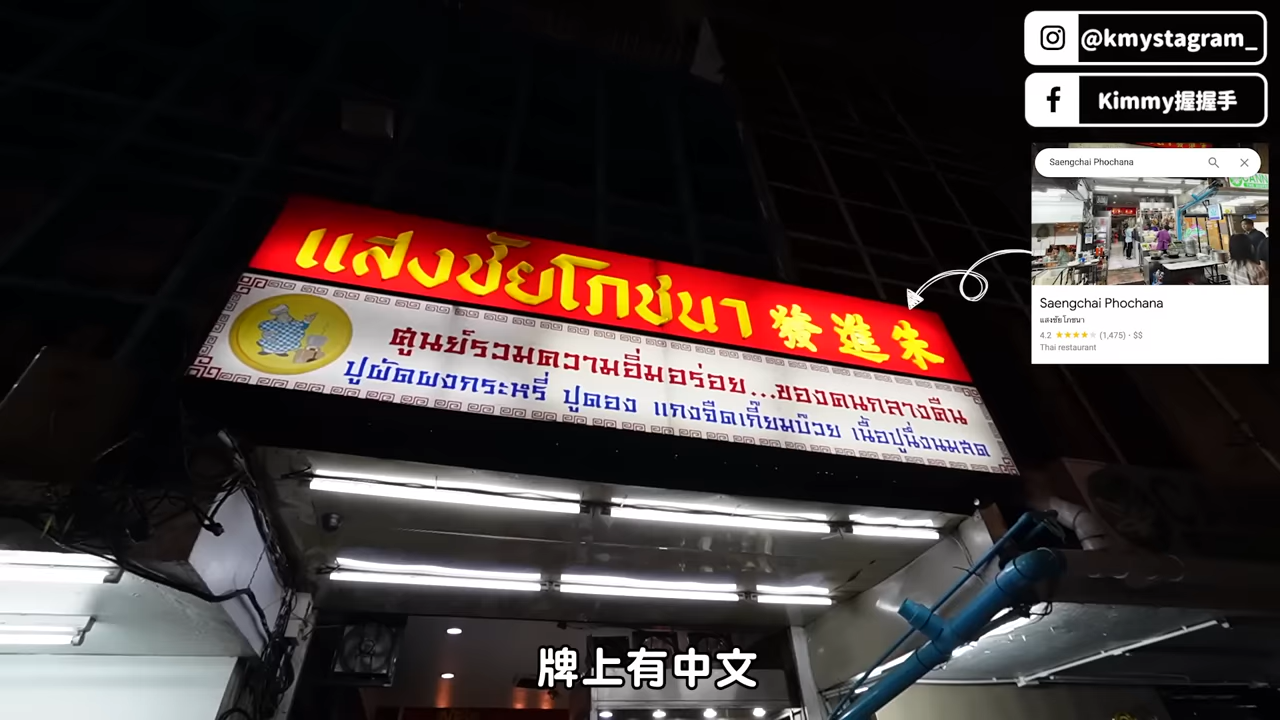 @kmystagram_
Kimmy握握手
Saengchai Phochana
Saengchai Phochana
แสงชัยโภชนา
4.2 ★★★★★ (1,475) · $$
Thai restaurant
แสงชัยโภชนา 發進朱
ศูนย์รวมความอิ่มอร่อย...ของคนกลางคืน
ปูผัดผงกระหรี่ ปูดอง แกงจืดเกี๊ยมบ๊วย เนื้อปูนึ่งนมสด
牌上有中文